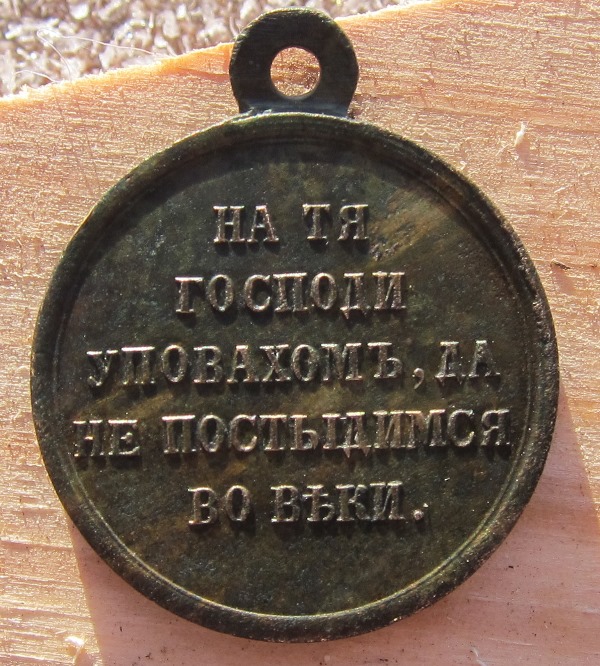 НА ТЯ
ГОСПОДИ
УПОВАХОМЪ, ДА
НЕ ПОСТЫДИМСЯ
ВО ВѢКИ.